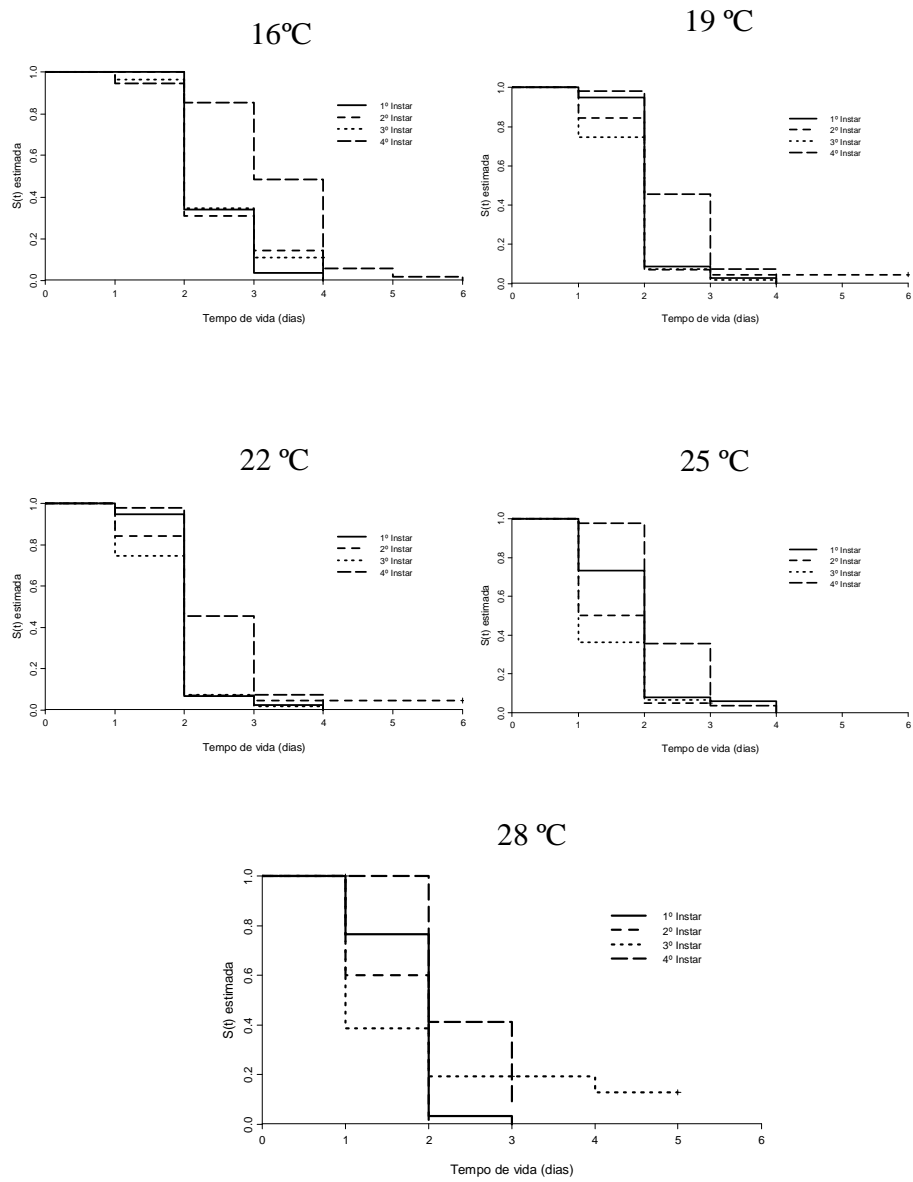 16ºC
S(t) estimada
1.0
0.8
0.6
0.4
0.2
0.0
1º Instar
2º Instar
3º Instar
4º Instar
0 1 2 3 4 5 6
Tempo de vida (dias)
19 ºC
S(t) estimada
1.0
0.8
0.6
0.4
0.2
0.0
1º Instar
2º Instar
3º Instar
4º Instar
0 1 2 3 4 5 6
Tempo de vida (dias)
22 ºC
S(t) estimada
1.0
0.8
0.6
0.4
0.2
0.0
1º Instar
2º Instar
3º Instar
4º Instar
0 1 2 3 4 5 6
Tempo de vida (dias)
25 ºC
S(t) estimada
1.0
0.8
0.6
0.4
0.2
0.0
1º Instar
2º Instar
3º Instar
4º Instar
0 1 2 3 4 5 6
Tempo de vida (dias)
28 ºC
S(t) estimada
1.0
0.8
0.6
0.4
0.2
0.0
1º Instar
2º Instar
3º Instar
4º Instar
0 1 2 3 4 5 6
Tempo de vida (dias)